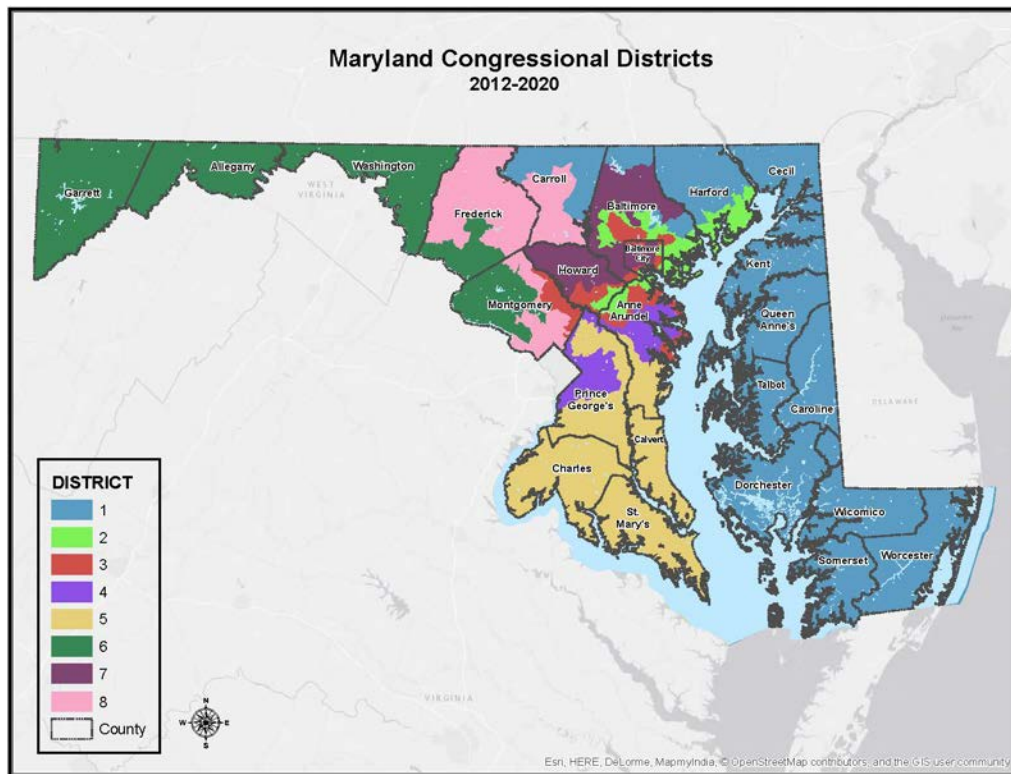 Maryland Congressional Districts
2012-2020
Garrett
Allegany
Washington
Frederick
Carroll
Baltimore
Harford
Cecil
Baltimore
City
Howard
Montgomery
Anne
Arundel
Kent
Queen
Anne's
Talbot
Caroline
Prince
George's
Calvert
Charles
St.
Mary's
Dorchester
Wicomico
Somerset
Worcester
WEST
VIRGINIA
DELAWARE
VIRGINIA
DISTRICT
1
2
3
4
5
6
7
8
County
N
W
E
S
Esri, HERE, DeLorme, MapmyIndia, © OpenStreetMap contributors, and the GIS user community